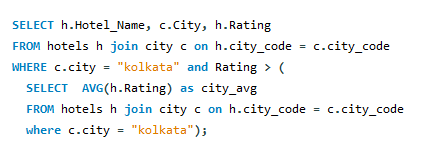 SELECT h.Hotel_Name, c.City, h.Rating
FROM hotels h join city c on h.city_code = c.city_code
WHERE c.city = "kolkata" and Rating > (
  SELECT  AVG(h.Rating) as city_avg
  FROM hotels h join city c on h.city_code = c.city_code
  where c.city = "kolkata");